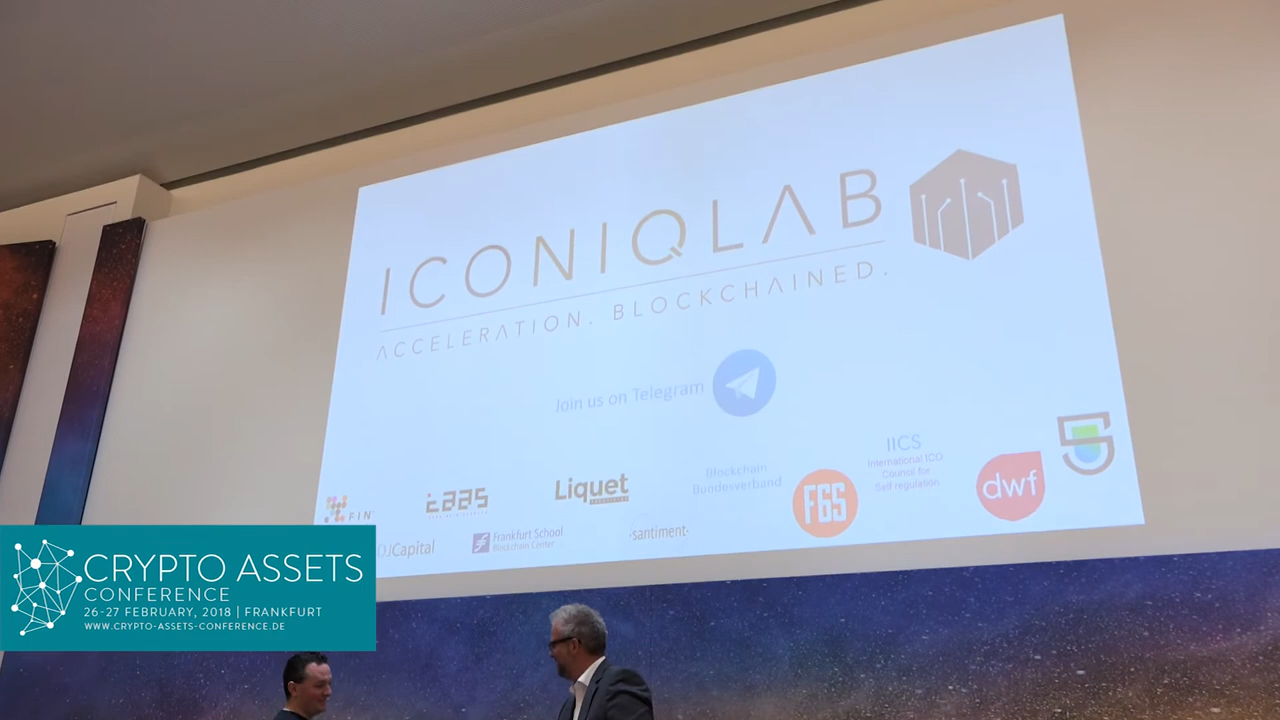 ICONIQLAB
ACCELERATION. BLOCKCHAINED.
Join us on Telegram
FIN
taas
Liquet
Blockchain
Bundesverband
F6S
IICS
International ICO
Council for
Self regulation
dwf
DJCapital
Frankfurt School
Blockchain Center
·santiment·
CRYPTO ASSETS
CONFERENCE
26-27 FEBRUARY, 2018 | FRANKFURT
WWW.CRYPTO-ASSETS-CONFERENCE.DE